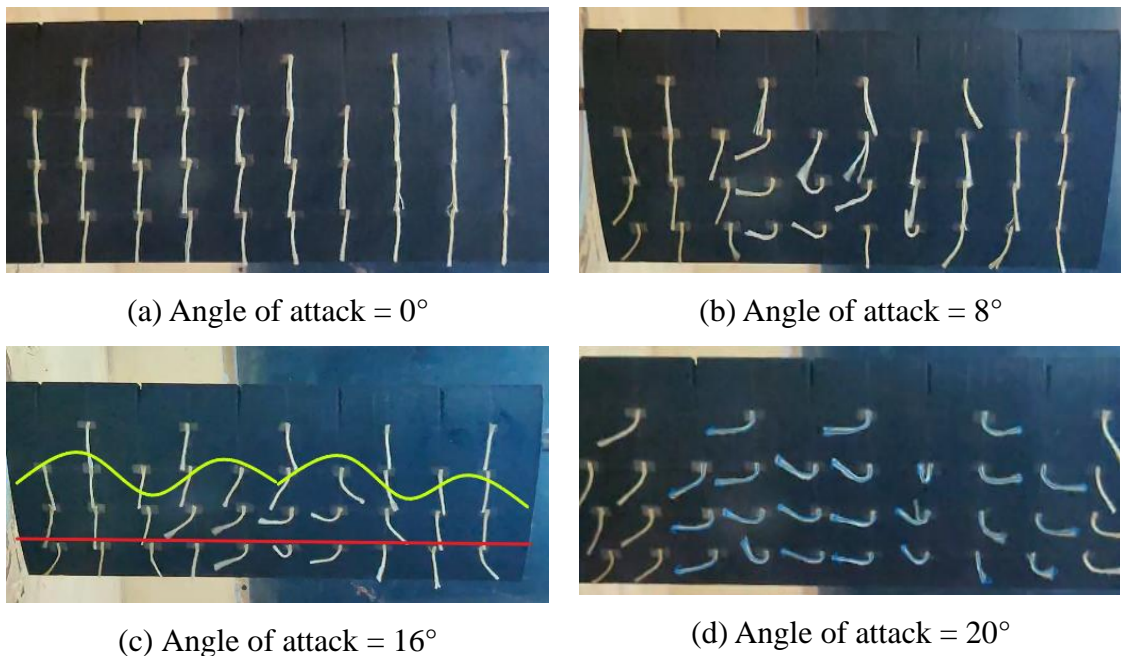 (a) Angle of attack = 0°
(b) Angle of attack = 8°
(c) Angle of attack = 16°
(d) Angle of attack = 20°